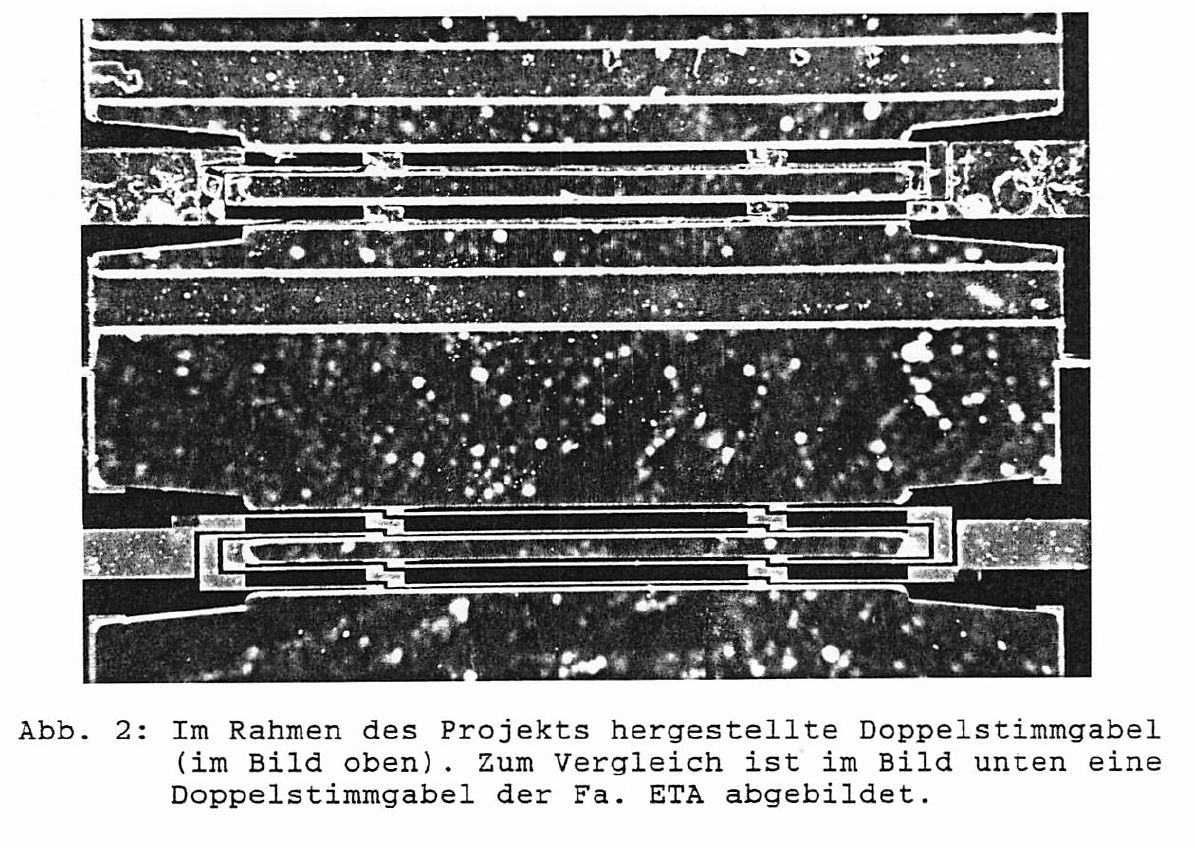 Abb. 2: Im Rahmen des Projekts hergestellte Doppelstimmgabel
(im Bild oben). Zum Vergleich ist im Bild unten eine
Doppelstimmgabel der Fa. ETA abgebildet.